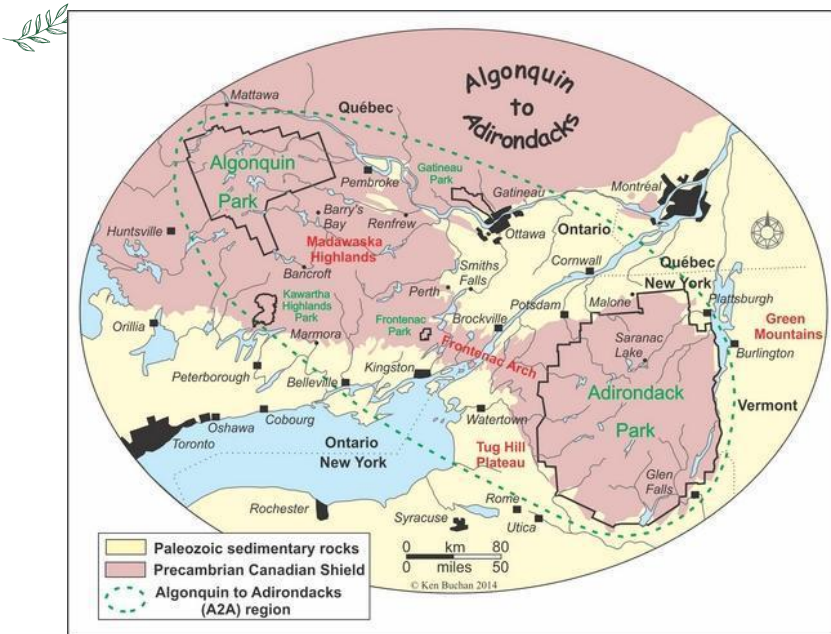 Algonquin
to
Adirondacks
Mattawa
Québec
Algonquin
Park
Pembroke
Gatineau
Park
Gatineau
Montréal
Barry's
Bay
Renfrew
Ottawa
Ontario
Huntsville
Madawaska
Highlands
Bancroft
Smiths
Falls
Cornwall
Québec
New York
Perth
Kawartha
Highlands
Park
Frontenac
Park
Brockville
Potsdam
Malone
Plattsburgh
Green
Mountains
Orillia
Marmora
Frontenac Arch
Saranac
Lake
Burlington
Peterborough
Belleville
Kingston
Adirondack
Park
Vermont
Toronto
Oshawa
Cobourg
Watertown
Ontario
New York
Tug Hill
Plateau
Glen
Falls
Rochester
Syracuse
Rome
Utica
0 km 80
0 miles 50
© Ken Buchan 2014
Paleozoic sedimentary rocks
Precambrian Canadian Shield
Algonquin to Adirondacks
(A2A) region